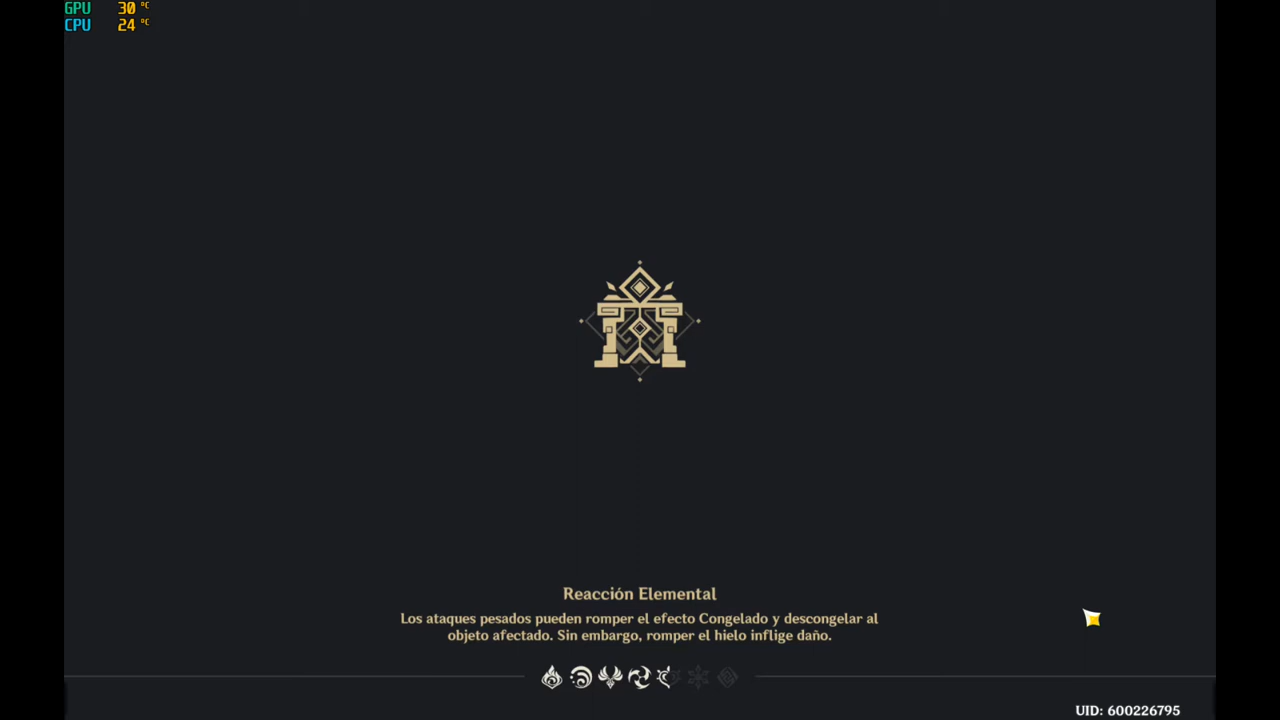 GPU 30 °C
CPU 24 °C
Reacción Elemental
Los ataques pesados pueden romper el efecto Congelado y descongelar al
objeto afectado. Sin embargo, romper el hielo inflige daño.
UID: 600226795